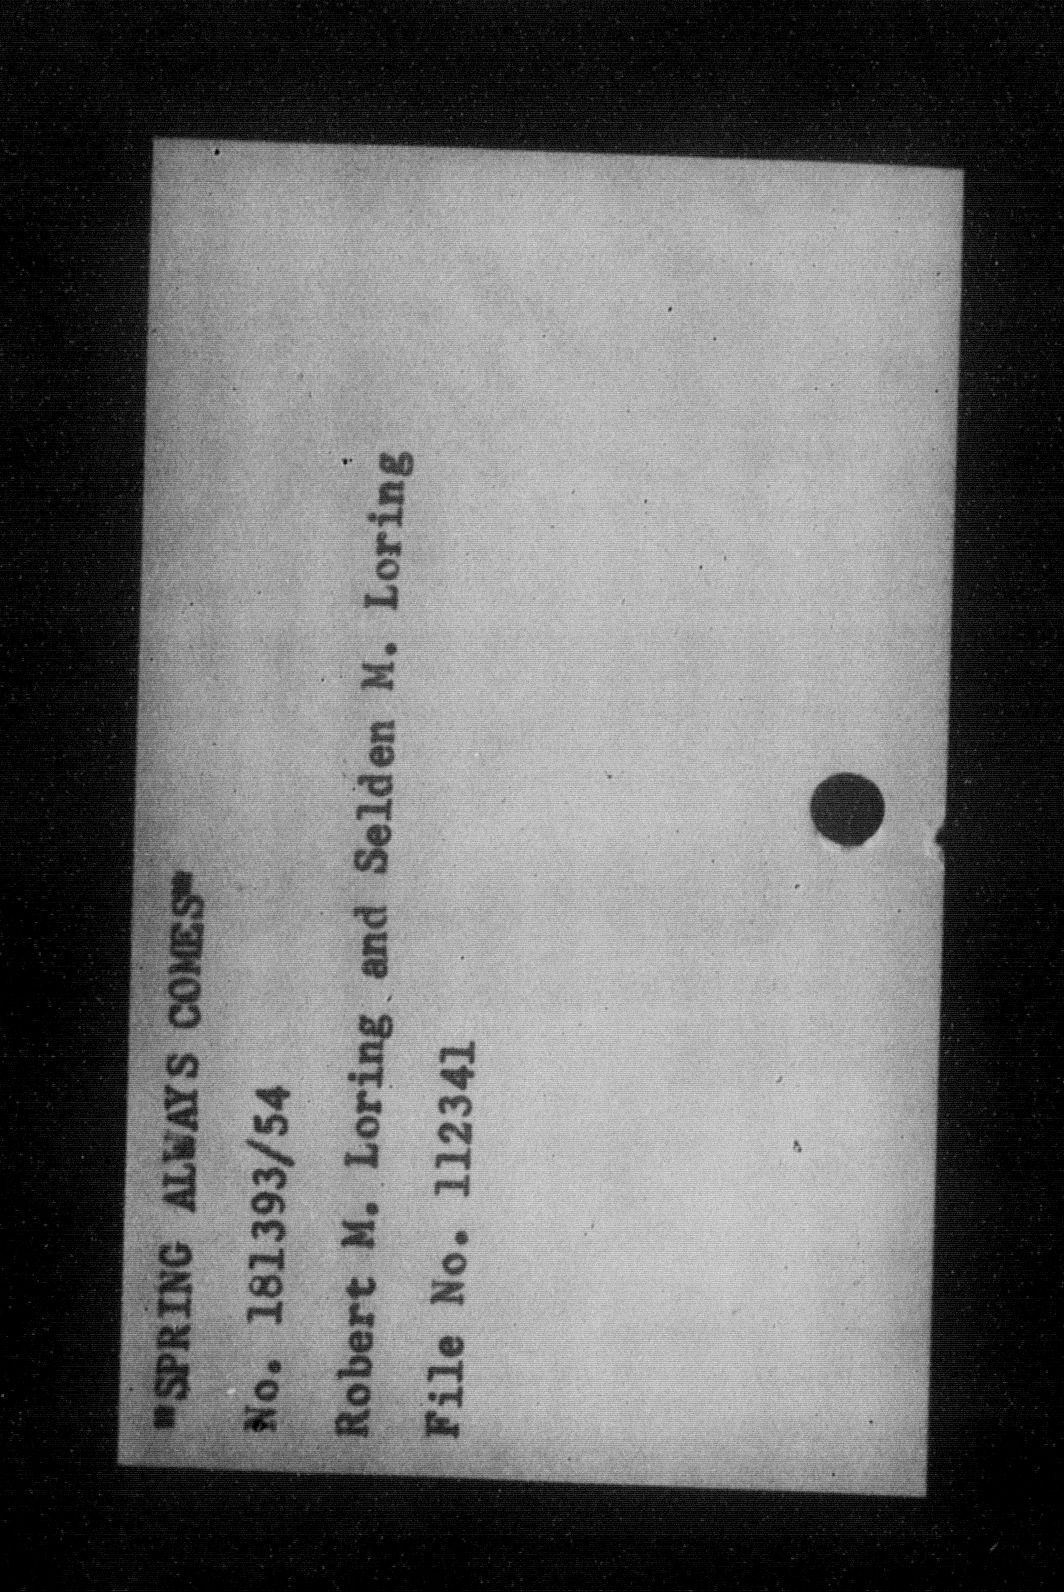 "SPRING ALWAYS COMES"
No. 181393/54
Robert M. Loring and Selden M. Loring
File No. 112341